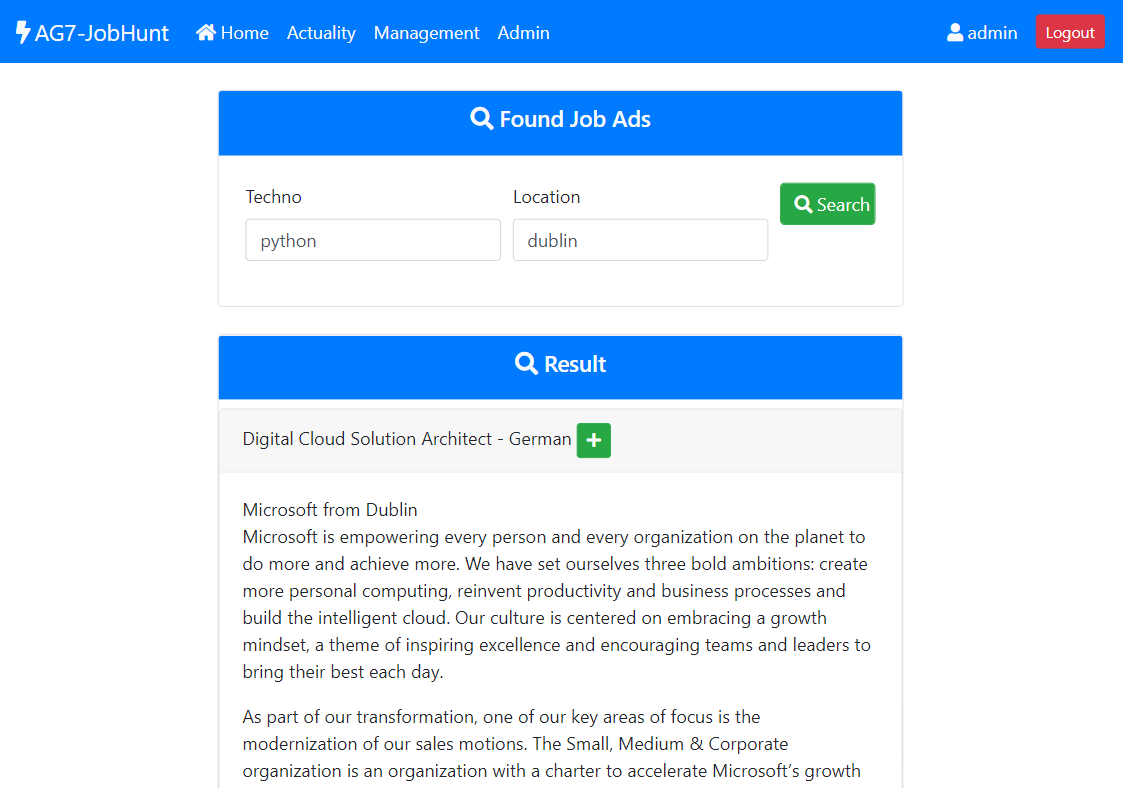 AG7-JobHunt Home Actuality Management Admin admin Logout
Found Job Ads
Techno Location Search
python dublin
Result
Digital Cloud Solution Architect - German
Microsoft from Dublin
Microsoft is empowering every person and every organization on the planet to
do more and achieve more. We have set ourselves three bold ambitions: create
more personal computing, reinvent productivity and business processes and
build the intelligent cloud. Our culture is centered on embracing a growth
mindset, a theme of inspiring excellence and encouraging teams and leaders to
bring their best each day.
As part of our transformation, one of our key areas of focus is the
modernization of our sales motions. The Small, Medium & Corporate
organization is an organization with a charter to accelerate Microsoft’s growth